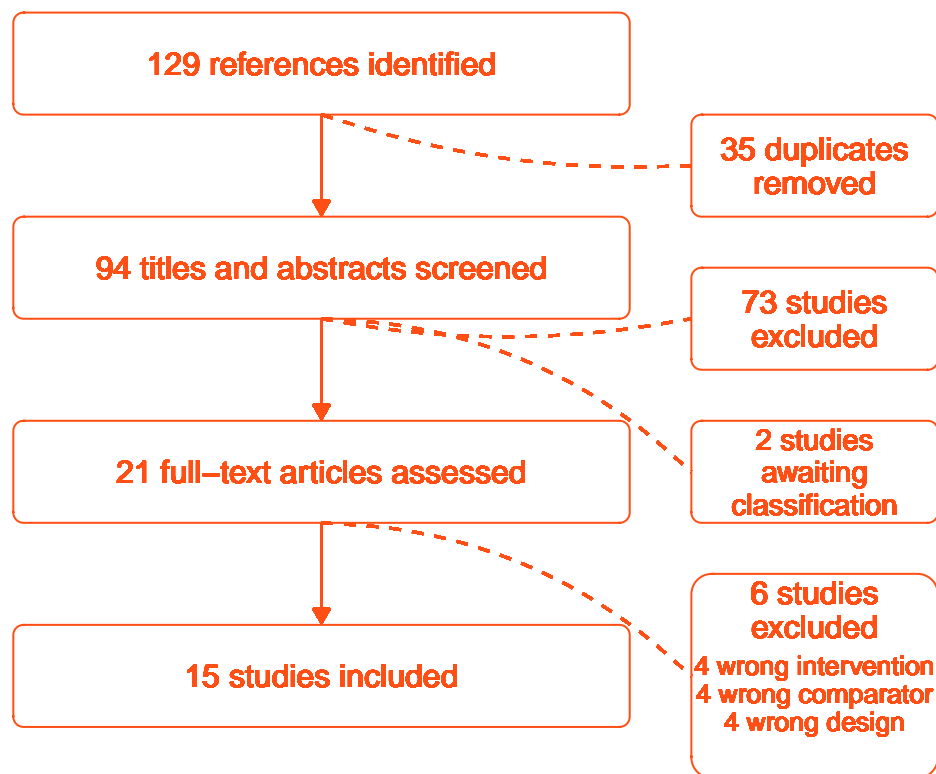 129 references identified
35 duplicates
removed
94 titles and abstracts screened
73 studies
excluded
2 studies
awaiting
classification
21 full–text articles assessed
6 studies
excluded
4 wrong intervention
4 wrong comparator
4 wrong design
15 studies included